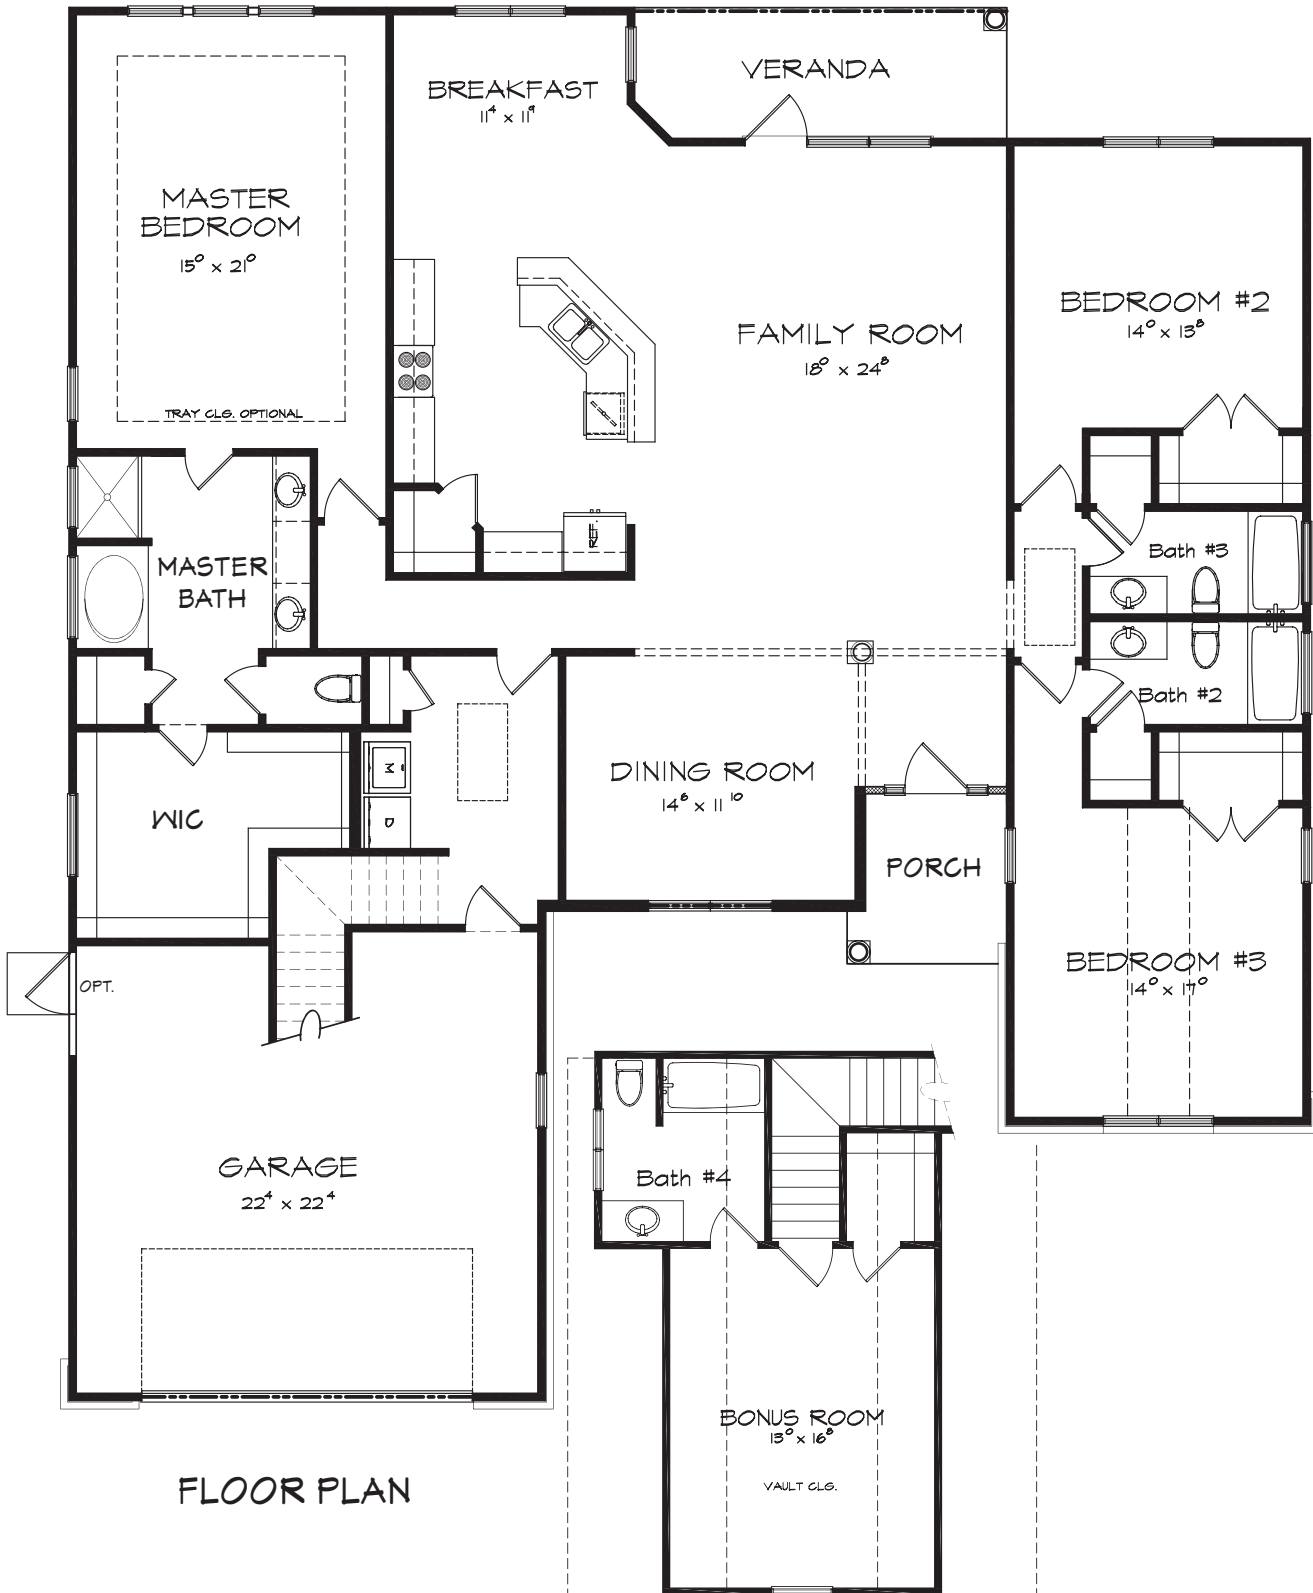 VERANDA
BREAKFAST
11⁴ x 11⁹
MASTER
BEDROOM
15⁰ x 21⁰
TRAY CLG. OPTIONAL
FAMILY ROOM
18⁰ x 24⁸
BEDROOM #2
14⁰ x 13⁸
REF.
MASTER
BATH
Bath #3
Bath #2
DINING ROOM
14⁶ x 11¹⁰
W
D
WIC
PORCH
BEDROOM #3
14⁰ x 17⁰
OPT.
GARAGE
22⁴ x 22⁴
Bath #4
BONUS ROOM
13⁰ x 16⁸
VAULT CLG.
FLOOR PLAN